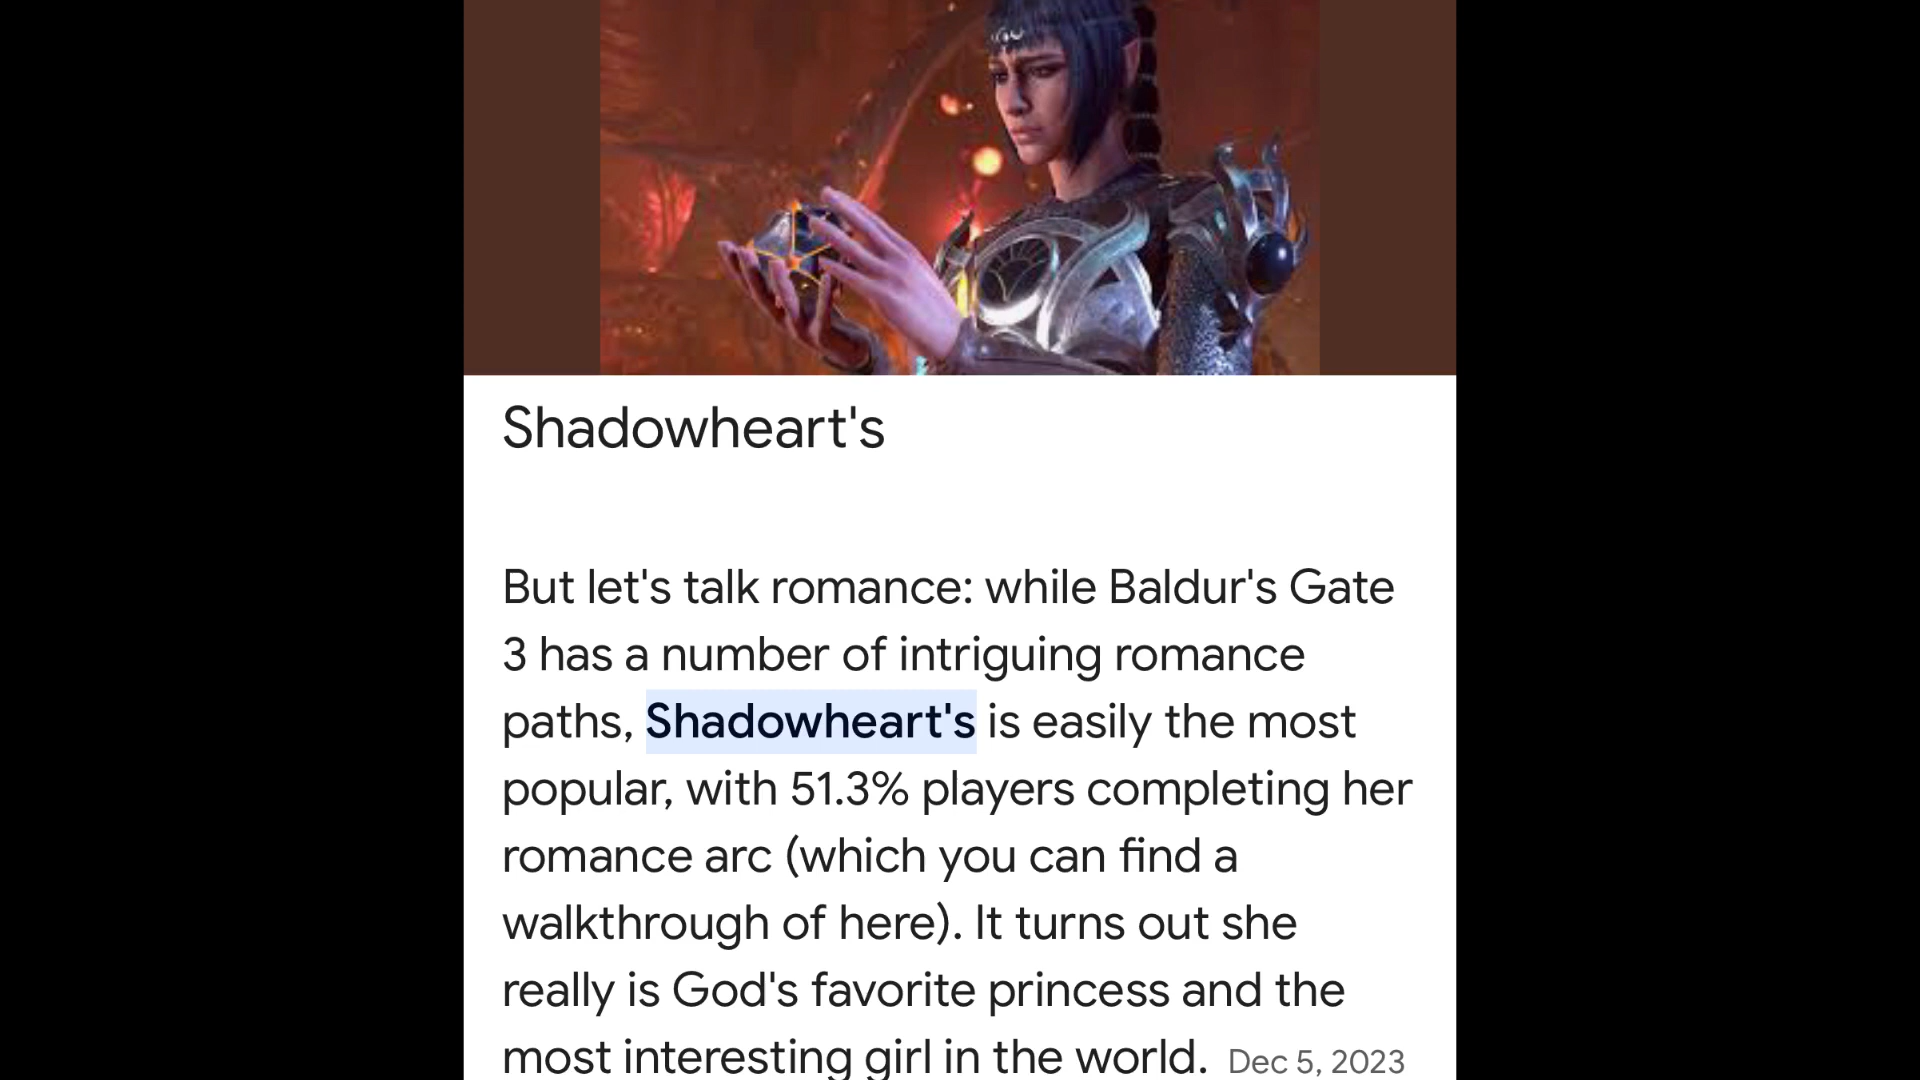 Shadowheart's
But let's talk romance: while Baldur's Gate
3 has a number of intriguing romance
paths, Shadowheart's is easily the most
popular, with 51.3% players completing her
romance arc (which you can find a
walkthrough of here). It turns out she
really is God's favorite princess and the
most interesting girl in the world. Dec 5, 2023